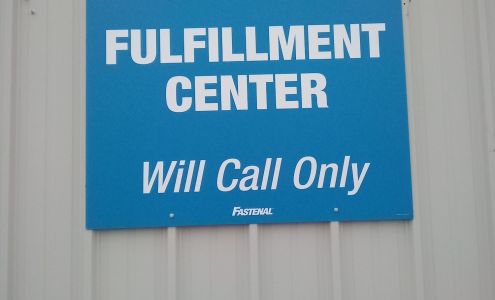 FULFILLMENT
CENTER
Will Call Only
FASTENAL